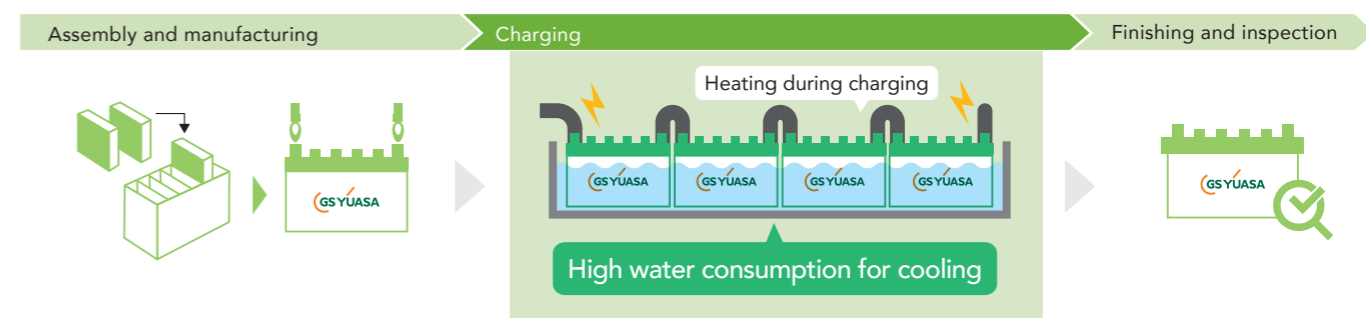 Assembly and manufacturing
Charging
Finishing and inspection
Heating during charging
GS YUASA
GS YUASA
GS YUASA
GS YUASA
GS YUASA
GS YUASA
High water consumption for cooling